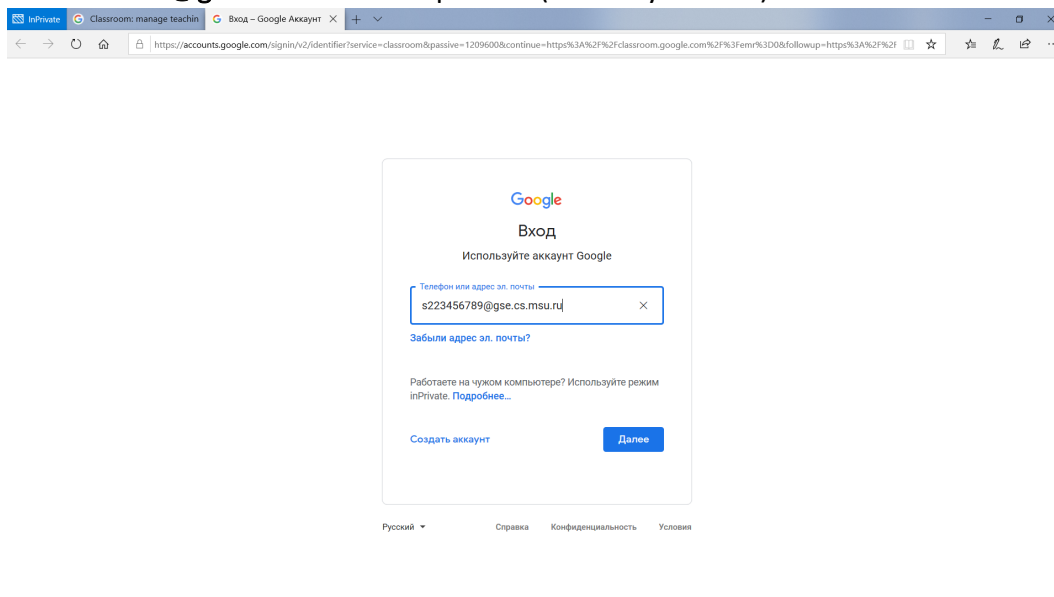 InPrivate
Classroom: manage teachin
Вход – Google Аккаунт
https://accounts.google.com/signin/v2/identifier?service=classroom&passive=1209600&continue=https%3A%2F%2Fclassroom.google.com%2F%3Femr%3D0&followup=https%3A%2F%2F
Google
Вход
Используйте аккаунт Google
Телефон или адрес эл. почты
s223456789@gse.cs.msu.ru
Забыли адрес эл. почты?
Работаете на чужом компьютере? Используйте режим
inPrivate. Подробнее…
Создать аккаунт
Далее
Русский
Справка
Конфиденциальность
Условия